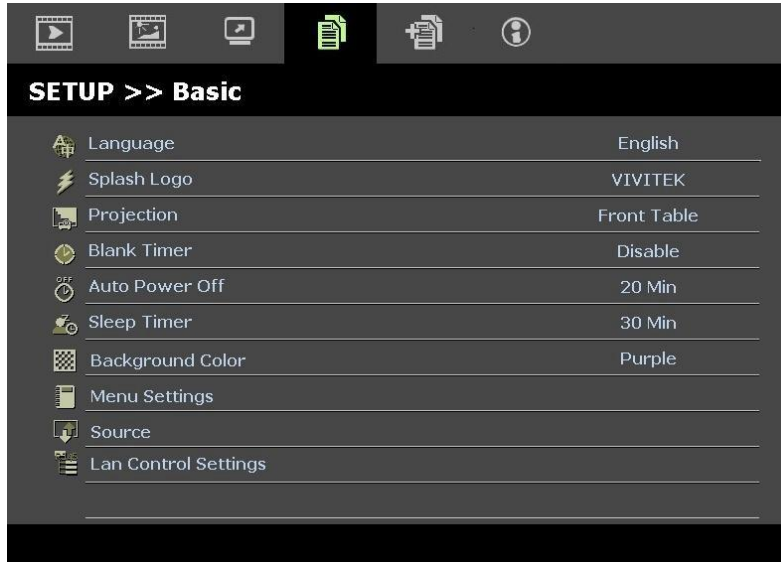 SETUP >> Basic
Language English
Splash Logo VIVITEK
Projection Front Table
Blank Timer Disable
OFF
Auto Power Off 20 Min
Sleep Timer 30 Min
Background Color Purple
Menu Settings
Source
Lan Control Settings